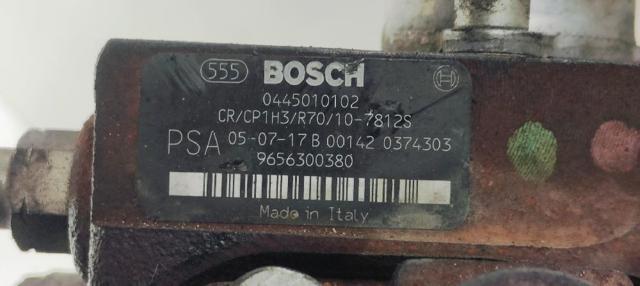 555 BOSCH
0445010102
CR/CP1H3/R70/10-7812S
PSA 05-07-17 B 00142 0374303
9656300380
Made in Italy